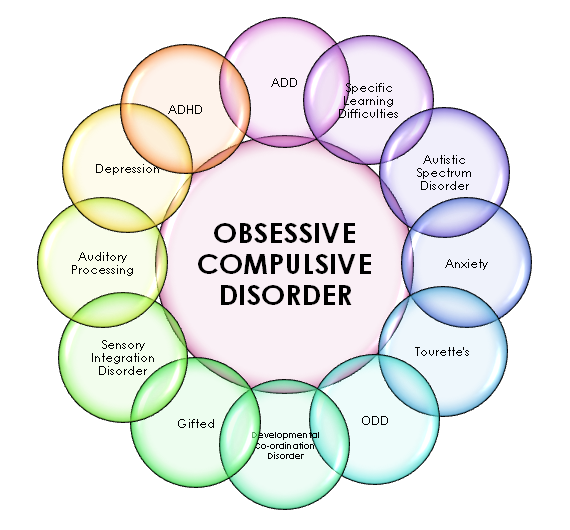 OBSESSIVE
COMPULSIVE
DISORDER
ADD
Specific
Learning
Difficulties
Autistic
Spectrum
Disorder
Anxiety
Tourette's
ODD
Developmental
Co-ordination
Disorder
Gifted
Sensory
Integration
Disorder
Auditory
Processing
Depression
ADHD